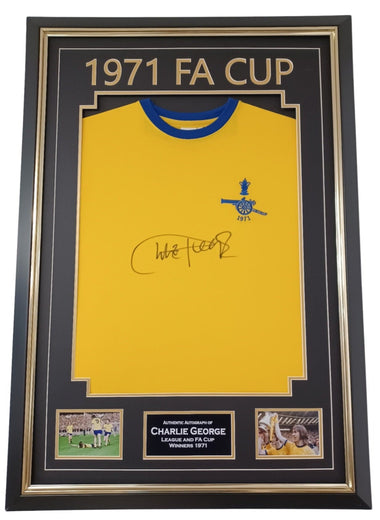 1971 FA CUP
1971
AUTHENTIC AUTOGRAPH OF
CHARLIE GEORGE
LEAGUE AND FA CUP
WINNERS 1971